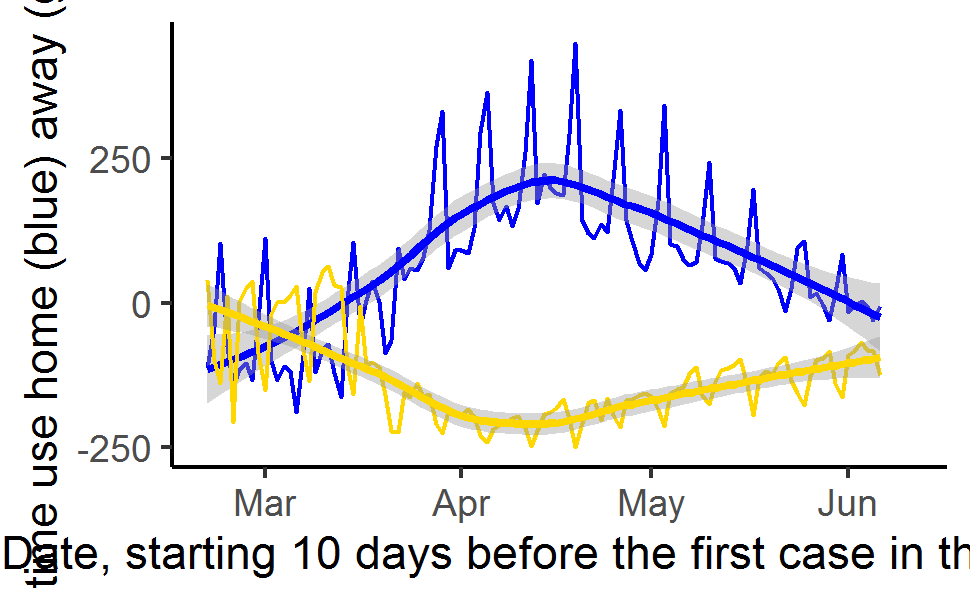 time use home (blue) away (
250
0
-250
Mar Apr May Jun
Date, starting 10 days before the first case in th